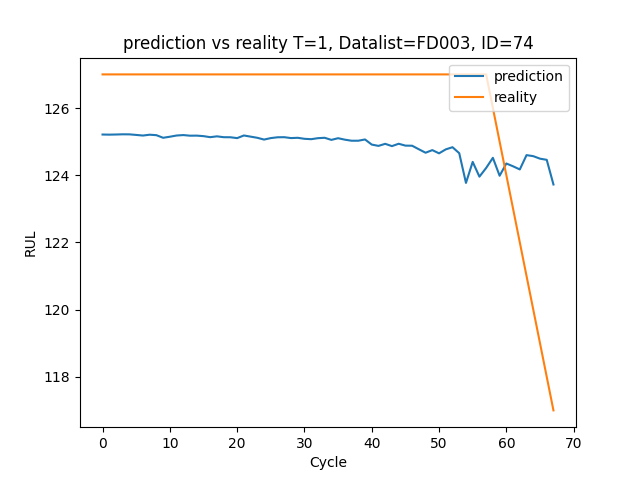 prediction vs reality T=1, Datalist=FD003, ID=74
prediction
reality
126
124
122
120
118
RUL
0 10 20 30 40 50 60 70
Cycle